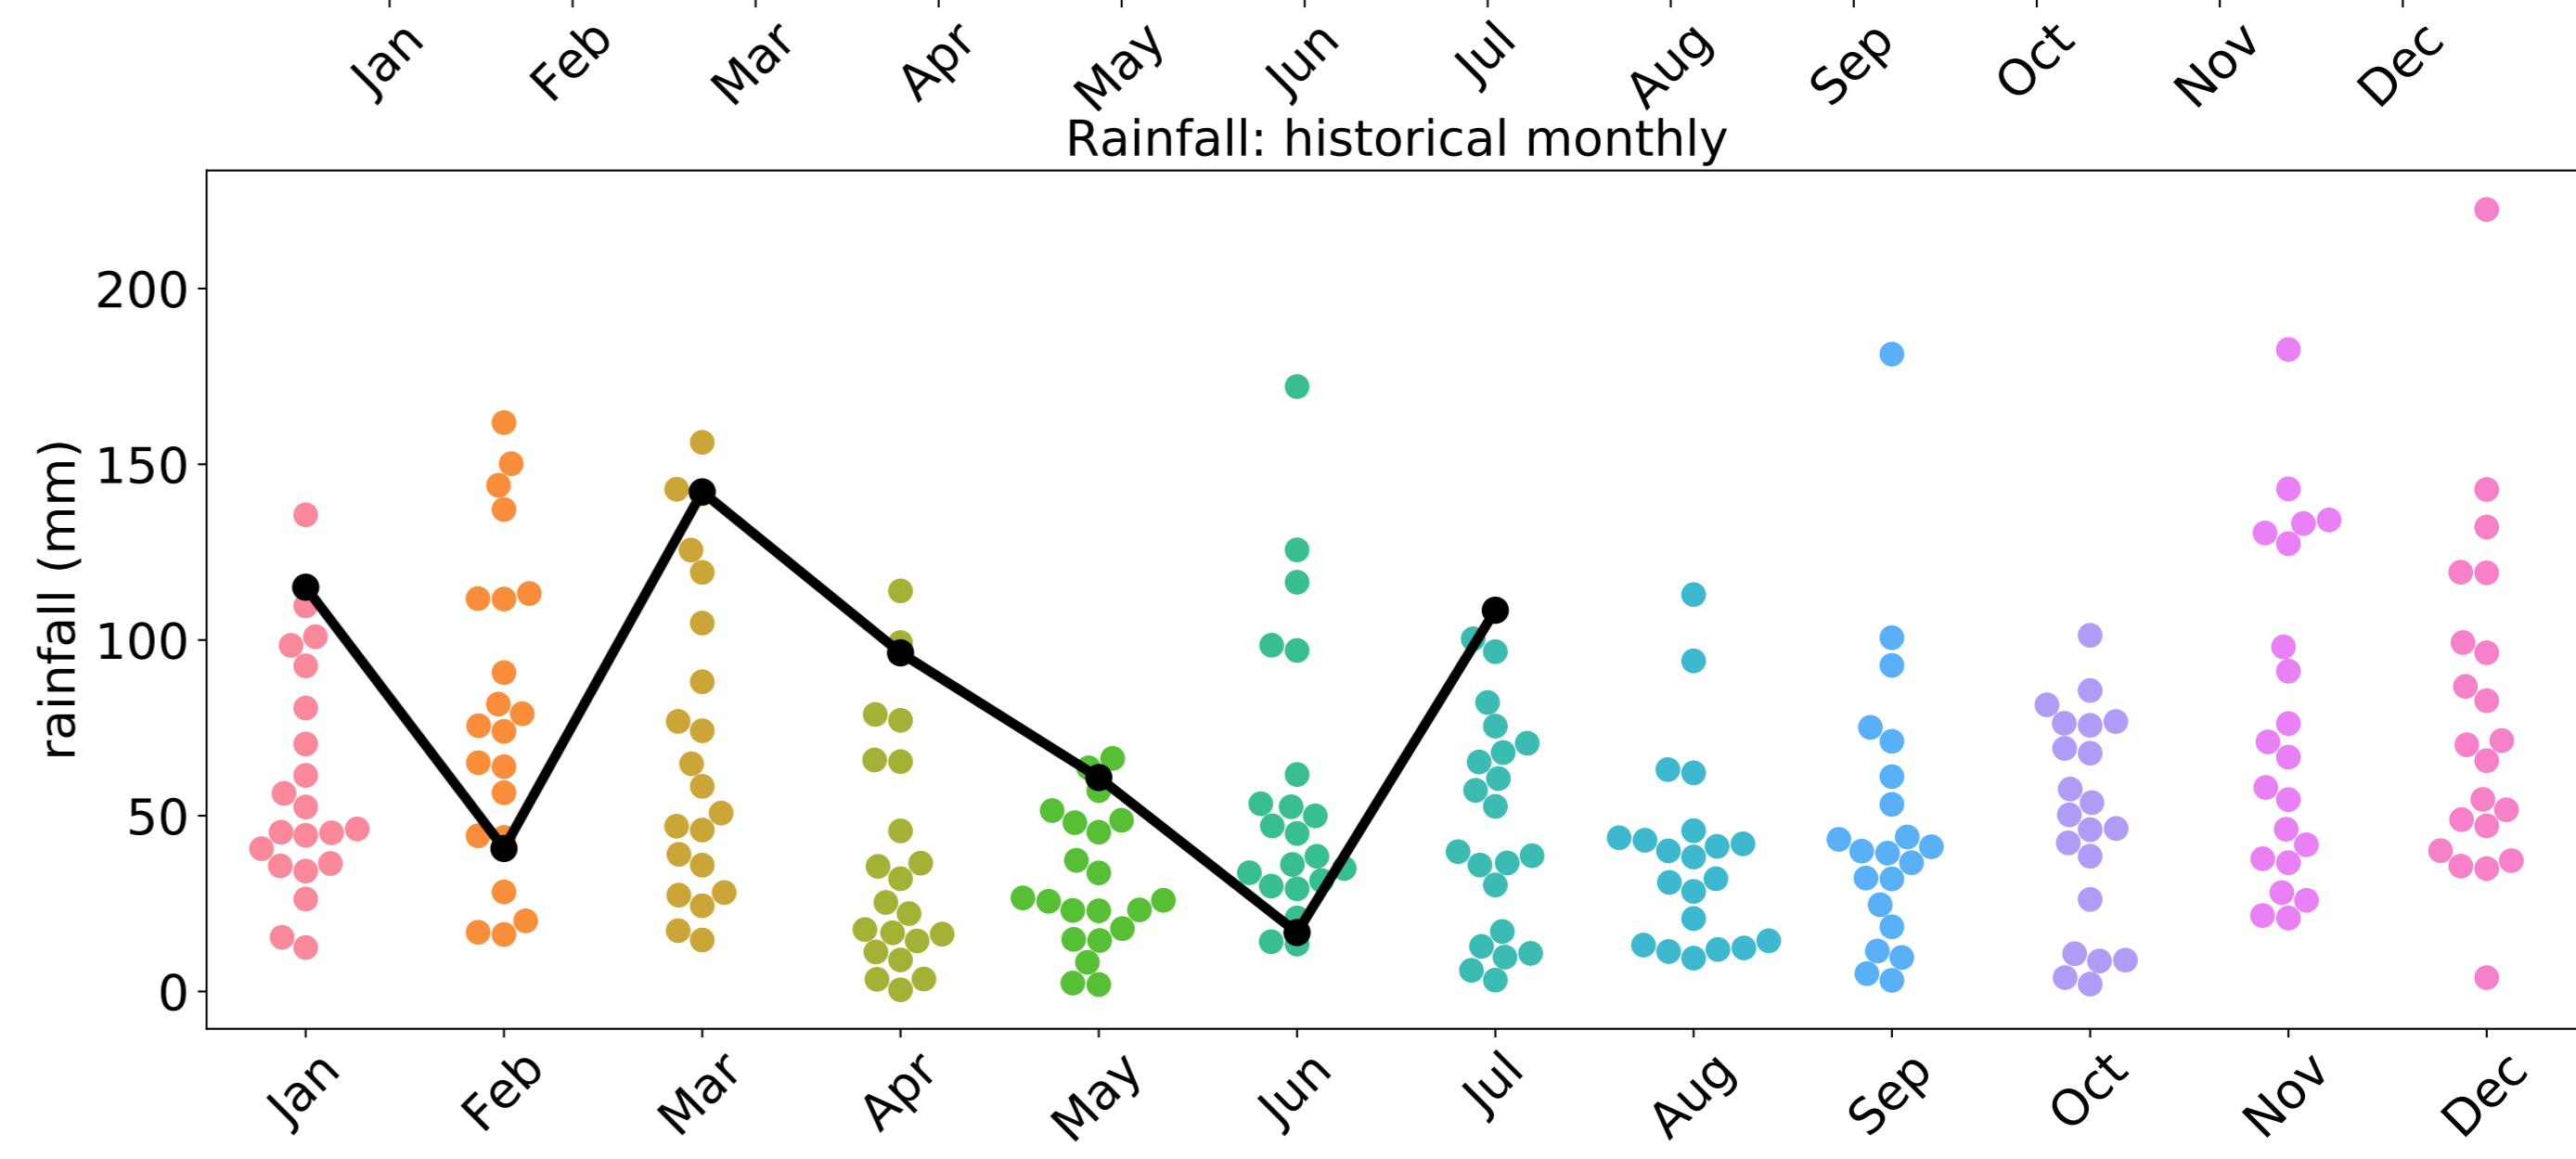 Jan Feb Mar Apr May Jun Jul Aug Sep Oct Nov Dec
Rainfall: historical monthly
rainfall (mm)
200
150
100
50
0
Jan Feb Mar Apr May Jun Jul Aug Sep Oct Nov Dec